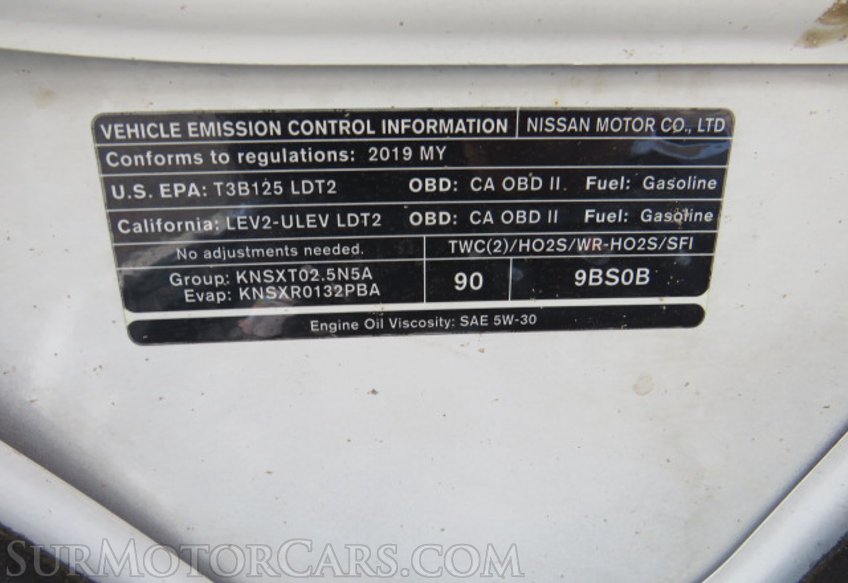 VEHICLE EMISSION CONTROL INFORMATION NISSAN MOTOR CO., LTD
Conforms to regulations: 2019 MY
U.S. EPA: T3B125 LDT2 OBD: CA OBD II Fuel: Gasoline
California: LEV2-ULEV LDT2 OBD: CA OBD II Fuel: Gasoline
No adjustments needed. TWC(2)/HO2S/WR-HO2S/SFI
Group: KNSXT02.5N5A
Evap: KNSXR0132PBA
90 9BS0B
Engine Oil Viscosity: SAE 5W-30
SurMotorCars.com